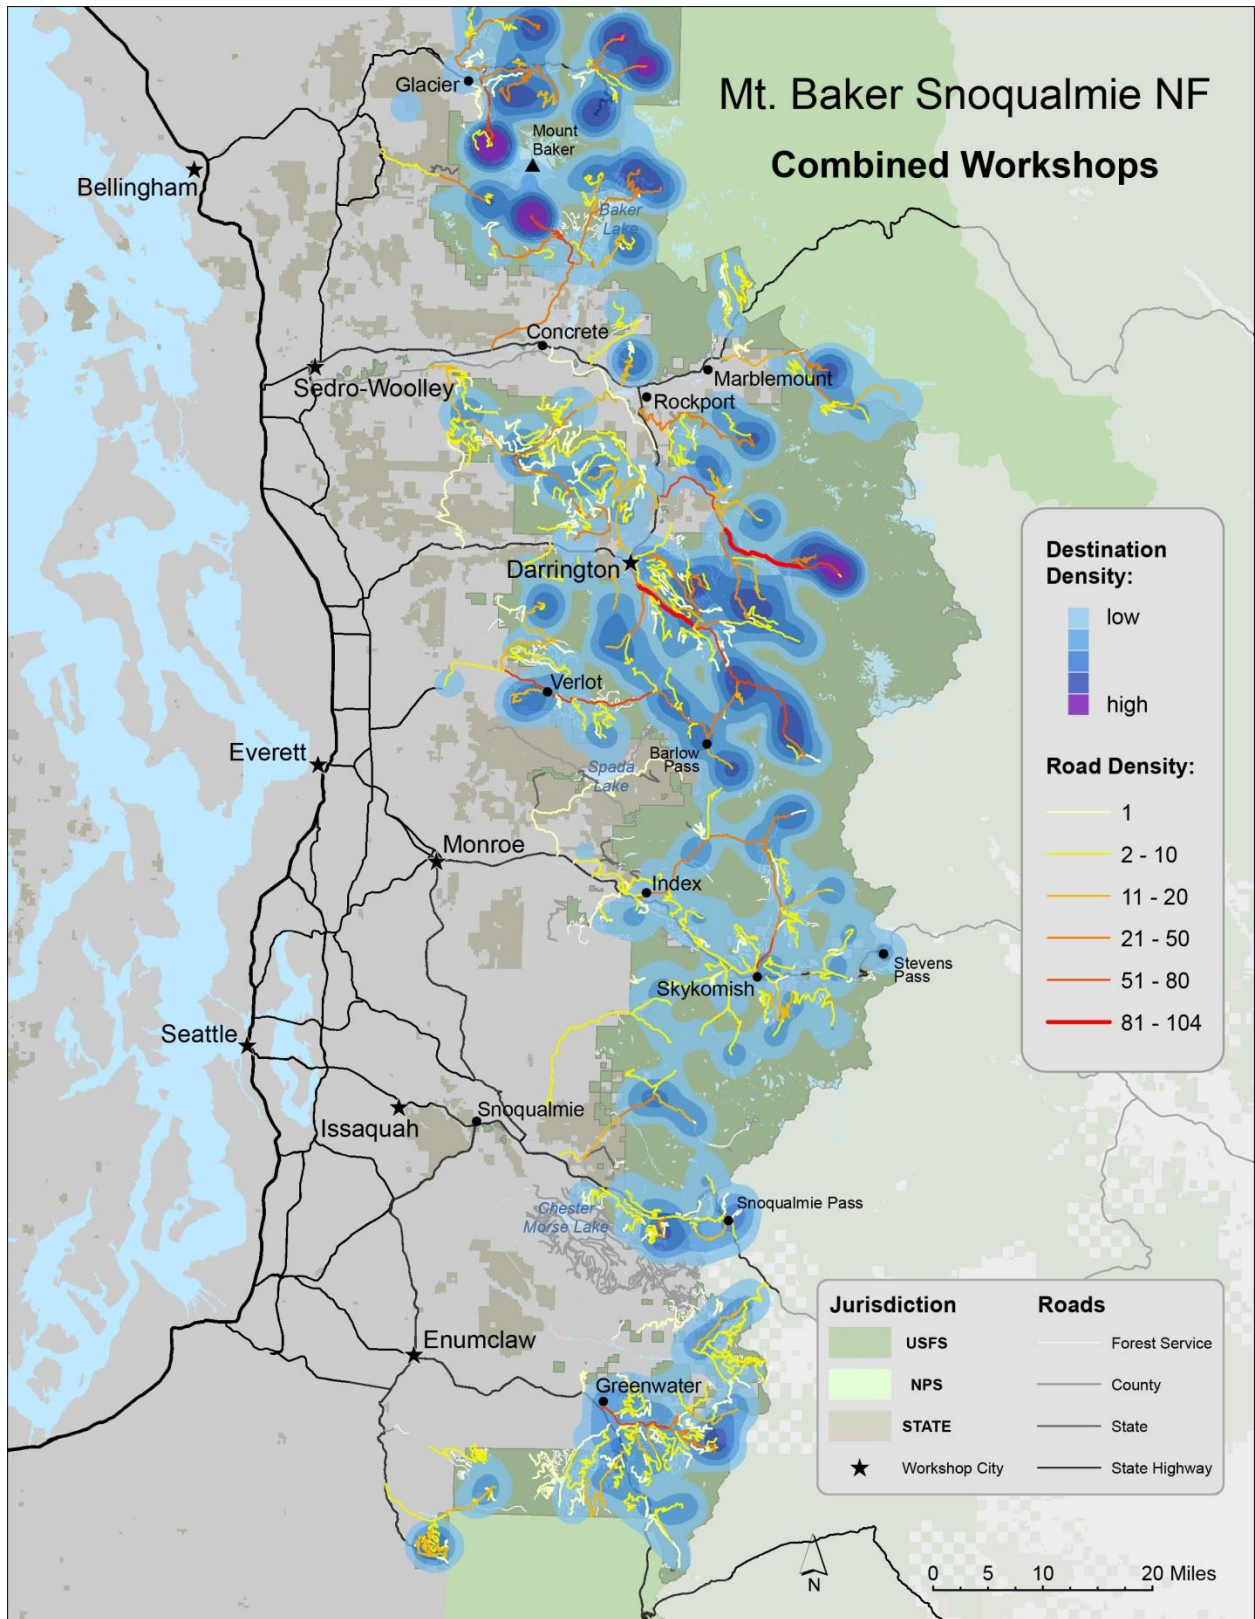 Mt. Baker Snoqualmie NF
Combined Workshops
Glacier
Mount
Baker
Bellingham
Baker
Lake
Concrete
Sedro-Woolley
Marblemount
Rockport
Darrington
Verlot
Everett
Barlow
Pass
Spada
Lake
Monroe
Index
Stevens
Pass
Skykomish
Seattle
Snoqualmie
Issaquah
Chester
Morse Lake
Snoqualmie Pass
Enumclaw
Greenwater
Destination
Density:
low
high
Road Density:
1
2 - 10
11 - 20
21 - 50
51 - 80
81 - 104
Jurisdiction
USFS
NPS
STATE
Workshop City
Roads
Forest Service
County
State
State Highway
N
0 5 10 20 Miles